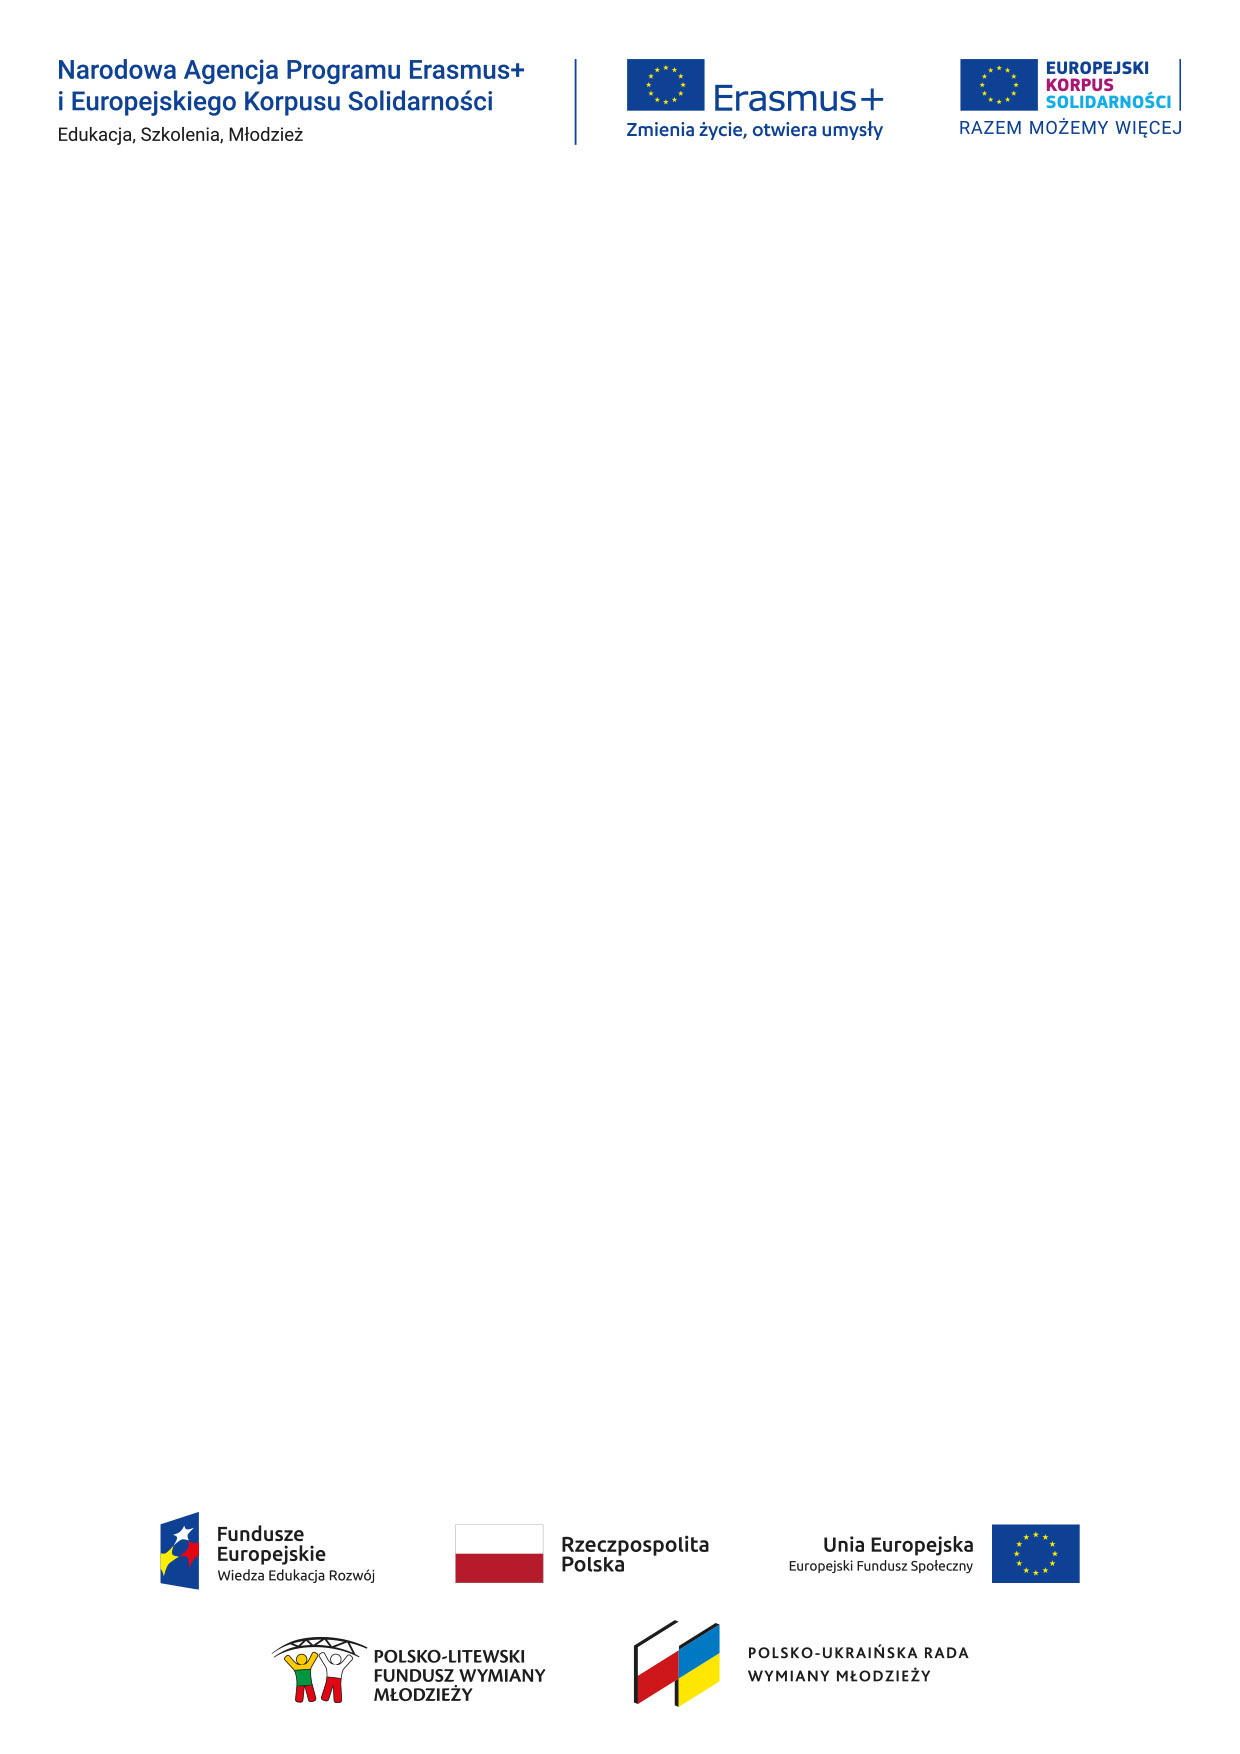 Narodowa Agencja Programu Erasmus+
i Europejskiego Korpusu Solidarności
Edukacja, Szkolenia, Młodzież
Erasmus+
Zmienia życie, otwiera umysły
EUROPEJSKI
KORPUS
SOLIDARNOŚCI
RAZEM MOŻEMY WIĘCEJ
Fundusze
Europejskie
Wiedza Edukacja Rozwój
Rzeczpospolita
Polska
Unia Europejska
Europejski Fundusz Społeczny
POLSKO-LITEWSKI
FUNDUSZ WYMIANY
MŁODZIEŻY
POLSKO-UKRAIŃSKA RADA
WYMIANY MŁODZIEŻY